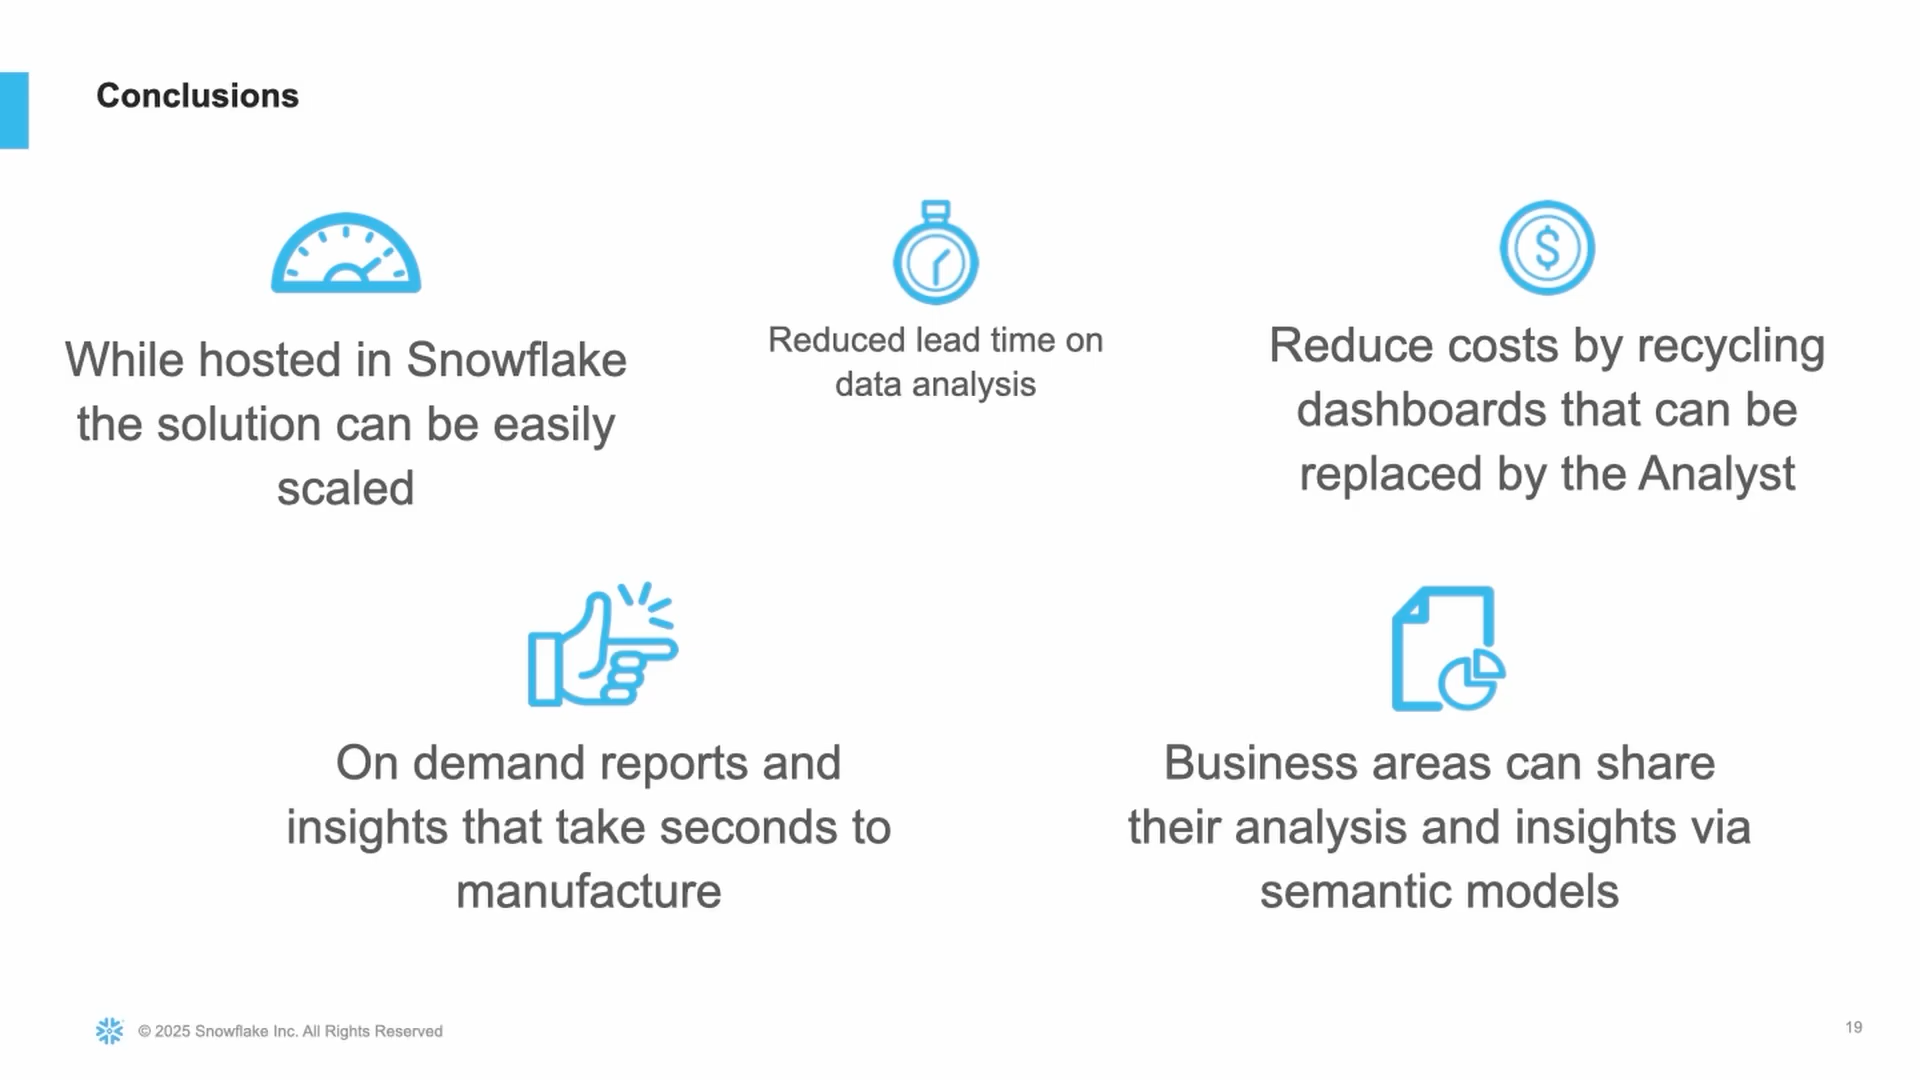 Conclusions
While hosted in Snowflake
the solution can be easily
scaled
Reduced lead time on
data analysis
Reduce costs by recycling
dashboards that can be
replaced by the Analyst
On demand reports and
insights that take seconds to
manufacture
Business areas can share
their analysis and insights via
semantic models
© 2025 Snowflake Inc. All Rights Reserved
19